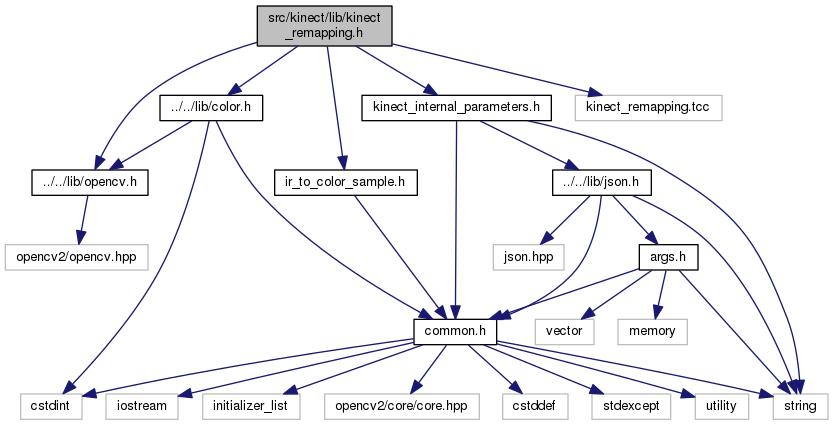 src/kinect/lib/kinect
_remapping.h
../../lib/color.h
kinect_internal_parameters.h
kinect_remapping.tcc
../../lib/opencv.h
ir_to_color_sample.h
../../lib/json.h
opencv2/opencv.hpp
json.hpp
args.h
common.h
vector
memory
cstdint
iostream
initializer_list
opencv2/core/core.hpp
cstddef
stdexcept
utility
string